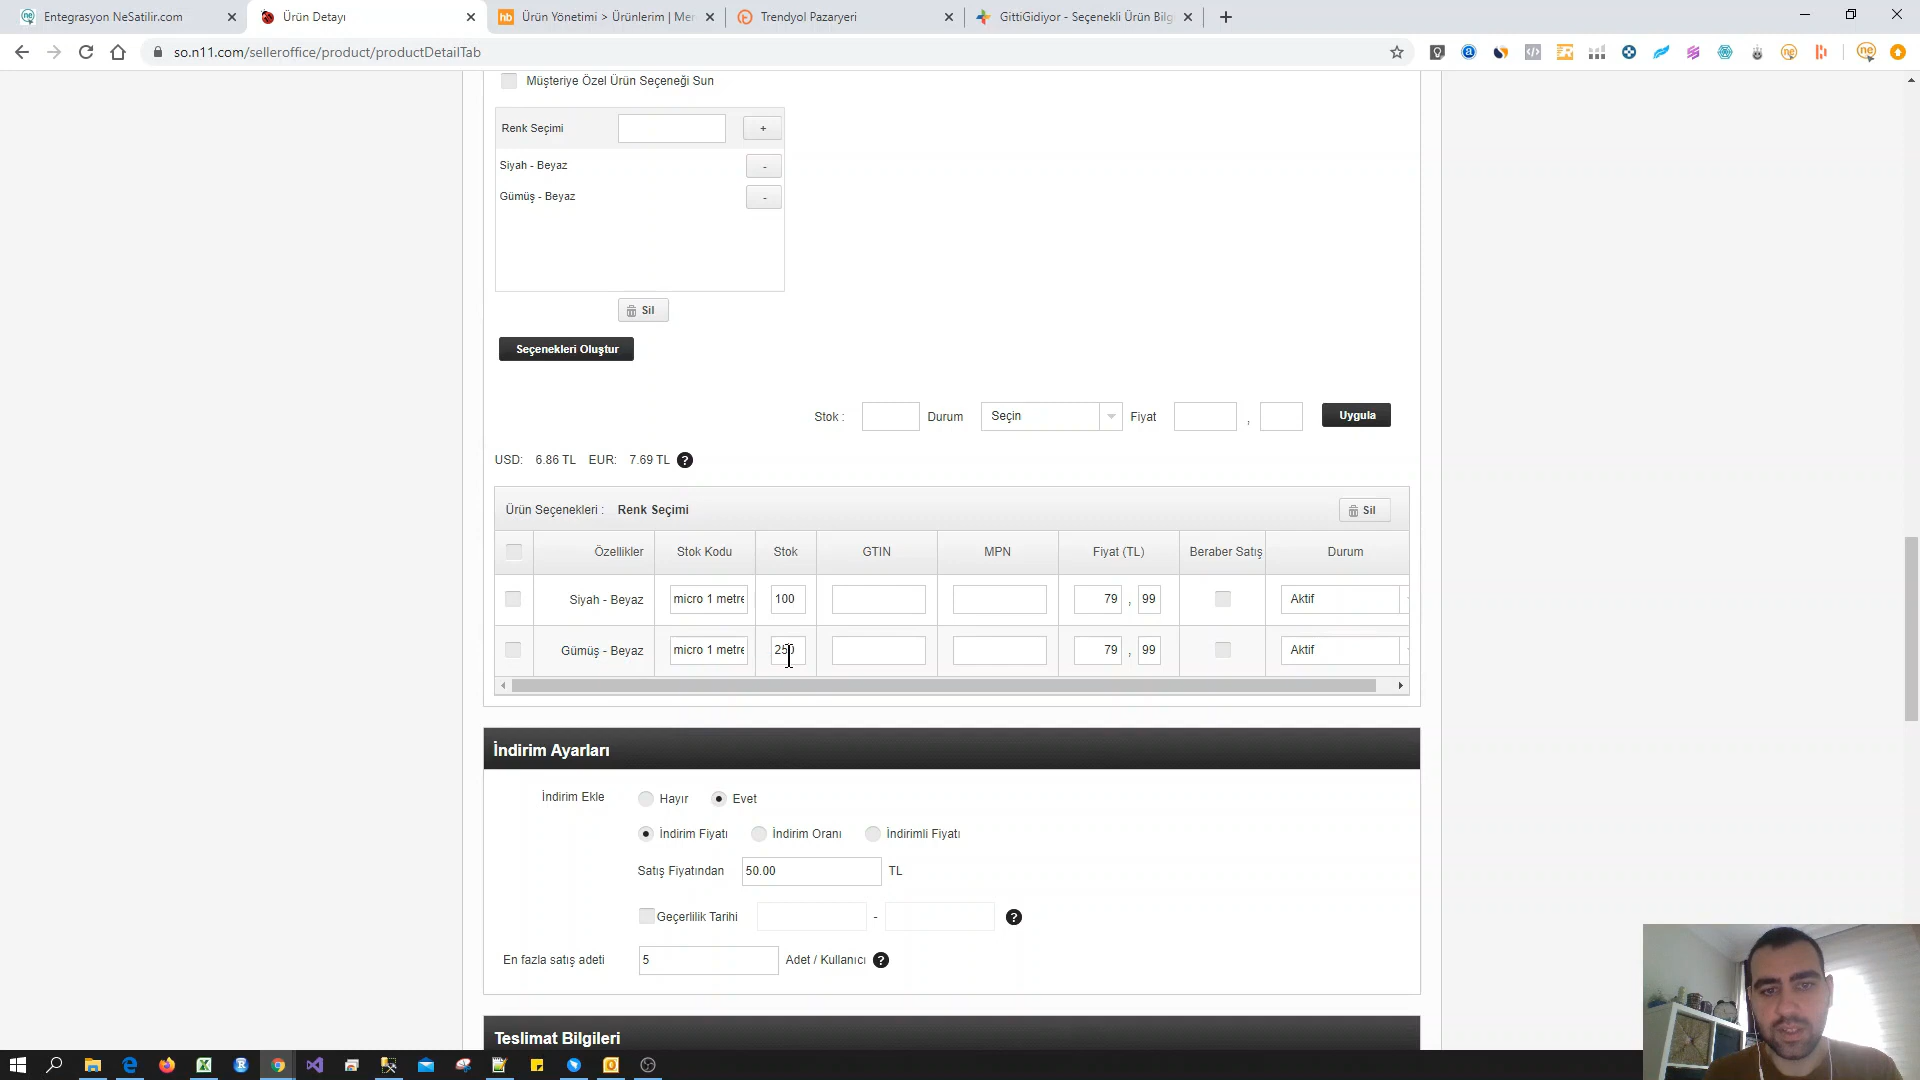 Entegrasyon NeSatilir.com
Ürün Detayı
Ürün Yönetimi > Ürünlerim | Mer
Trendyol Pazaryeri
GittiGidiyor - Seçenekli Ürün Bilg
so.n11.com/selleroffice/product/productDetailTab
Müşteriye Özel Ürün Seçeneği Sun
Renk Seçimi +
Siyah - Beyaz -
Gümüş - Beyaz -
Sil
Seçenekleri Oluştur
Stok : Durum Seçin Fiyat , Uygula
USD: 6.86 TL EUR: 7.69 TL ?
Ürün Seçenekleri : Renk Seçimi Sil
Özellikler Stok Kodu Stok GTIN MPN Fiyat (TL) Beraber Satış Durum
Siyah - Beyaz micro 1 metre 100 79 , 99 Aktif
Gümüş - Beyaz micro 1 metre 250 79 , 99 Aktif
İndirim Ayarları
İndirim Ekle Hayır Evet
İndirim Fiyatı İndirim Oranı İndirimli Fiyatı
Satış Fiyatından 50.00 TL
Geçerlilik Tarihi - ?
En fazla satış adeti 5 Adet / Kullanıcı ?
Teslimat Bilgileri